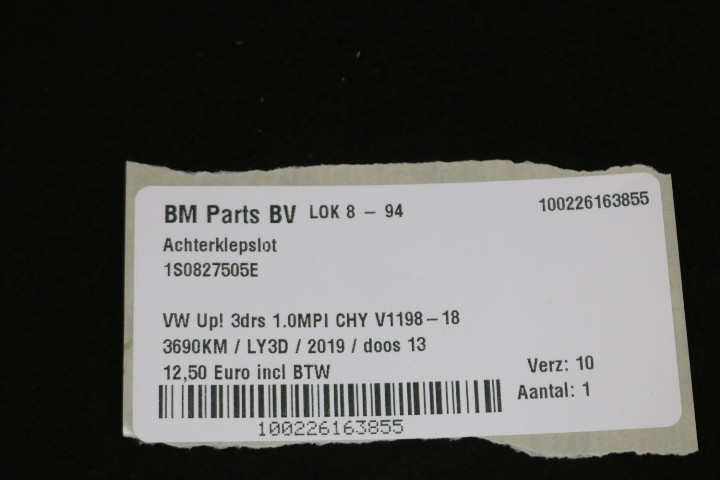 BM Parts BV LOK 8 - 94 100226163855
Achterklepslot
1S0827505E
VW Up! 3drs 1.0MPI CHY V1198-18
3690KM / LY3D / 2019 / doos 13
12,50 Euro incl BTW Verz: 10
Aantal: 1
100226163855